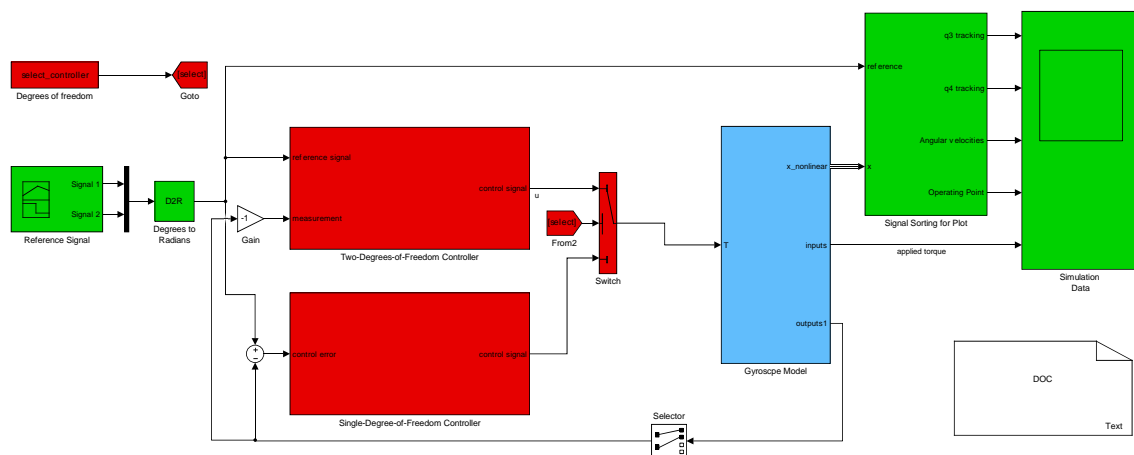 select_controller
Degrees of freedom
[select]
Goto
Signal 1
Signal 2
Reference Signal
D2R
Degrees to
Radians
-1
Gain
reference signal
measurement
control signal
Two-Degrees-of-Freedom Controller
u
[select]
From2
Switch
+
−
control error
control signal
Single-Degree-of-Freedom Controller
T
x_nonlinear
inputs
outputs1
Gyroscpe Model
Selector
reference
x
q3 tracking
q4 tracking
Angular velocities
Operating Point
Signal Sorting for Plot
applied torque
Simulation
Data
DOC
Text